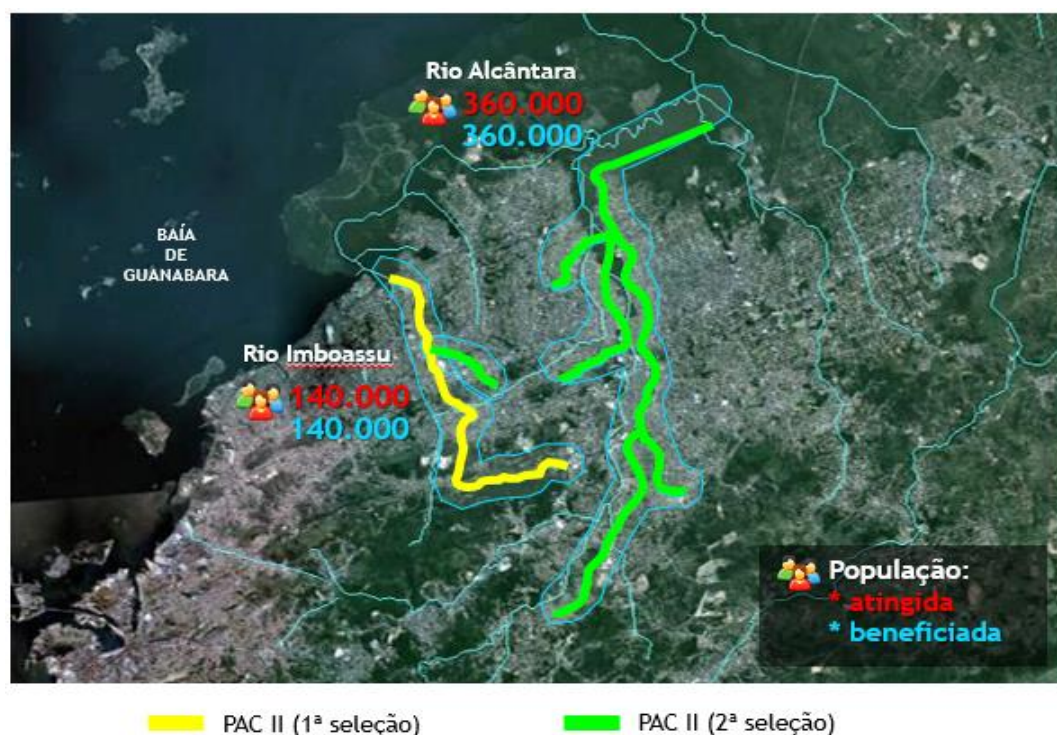 Rio Alcântara
360.000
360.000
BAÍA
DE
GUANABARA
Rio Imboassu
140.000
140.000
População:
* atingida
* beneficiada
PAC II (1ª seleção)
PAC II (2ª seleção)